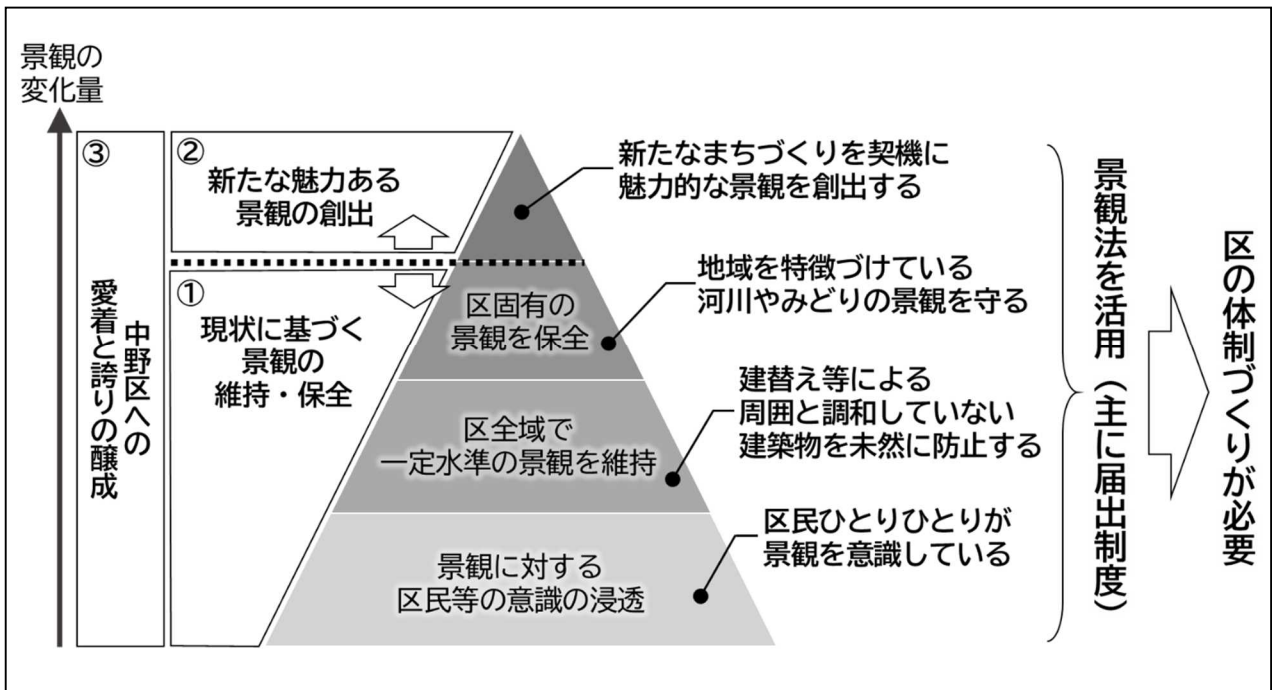 景観の
変化量
③
中野区への
愛着と誇りの醸成
②
新たな魅力ある
景観の創出
①
現状に基づく
景観の
維持・保全
区固有の
景観を保全
区全域で
一定水準の景観を維持
景観に対する
区民等の意識の浸透
新たなまちづくりを契機に
魅力的な景観を創出する
地域を特徴づけている
河川やみどりの景観を守る
建替え等による
周囲と調和していない
建築物を未然に防止する
区民ひとりひとりが
景観を意識している
景観法を活用（主に届出制度）
区の体制づくりが必要